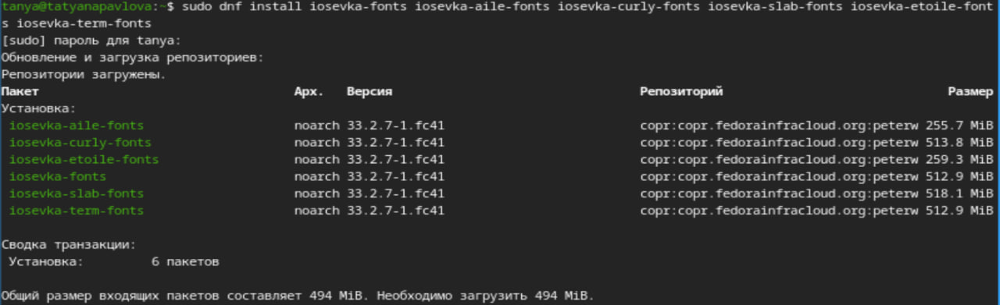 tanya@tatyanapavlova:~$ sudo dnf install iosevka-fonts iosevka-aile-fonts iosevka-curly-fonts iosevka-slab-fonts iosevka-etoile-font
s iosevka-term-fonts
[sudo] пароль для tanya:
Обновление и загрузка репозиториев:
Репозитории загружены.
Пакет Арх. Версия Репозиторий Размер
Установка:
iosevka-aile-fonts noarch 33.2.7-1.fc41 copr:copr.fedorainfracloud.org:peterw 255.7 MiB
iosevka-curly-fonts noarch 33.2.7-1.fc41 copr:copr.fedorainfracloud.org:peterw 513.8 MiB
iosevka-etoile-fonts noarch 33.2.7-1.fc41 copr:copr.fedorainfracloud.org:peterw 259.3 MiB
iosevka-fonts noarch 33.2.7-1.fc41 copr:copr.fedorainfracloud.org:peterw 512.9 MiB
iosevka-slab-fonts noarch 33.2.7-1.fc41 copr:copr.fedorainfracloud.org:peterw 518.1 MiB
iosevka-term-fonts noarch 33.2.7-1.fc41 copr:copr.fedorainfracloud.org:peterw 512.9 MiB
Сводка транзакции:
Установка: 6 пакетов
Общий размер входящих пакетов составляет 494 MiB. Необходимо загрузить 494 MiB.